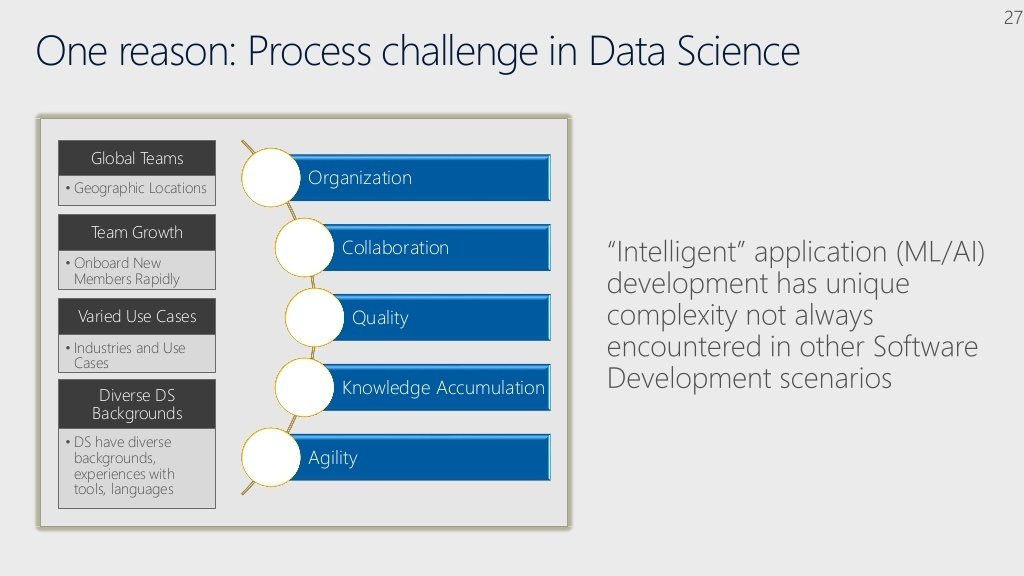 27
One reason: Process challenge in Data Science
Global Teams
• Geographic Locations
Team Growth
• Onboard New
Members Rapidly
Varied Use Cases
• Industries and Use
Cases
Diverse DS
Backgrounds
• DS have diverse
backgrounds,
experiences with
tools, languages
Organization
Collaboration
Quality
Knowledge Accumulation
Agility
“Intelligent” application (ML/AI)
development has unique
complexity not always
encountered in other Software
Development scenarios